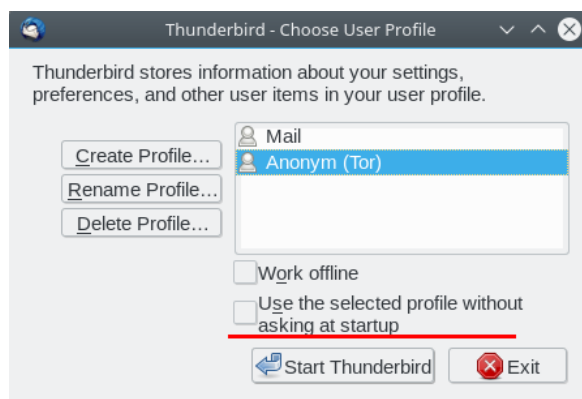 Thunderbird - Choose User Profile
Thunderbird stores information about your settings,
preferences, and other user items in your user profile.
Create Profile...
Rename Profile...
Delete Profile...
Mail
Anonym (Tor)
Work offline
Use the selected profile without
asking at startup
Start Thunderbird
Exit